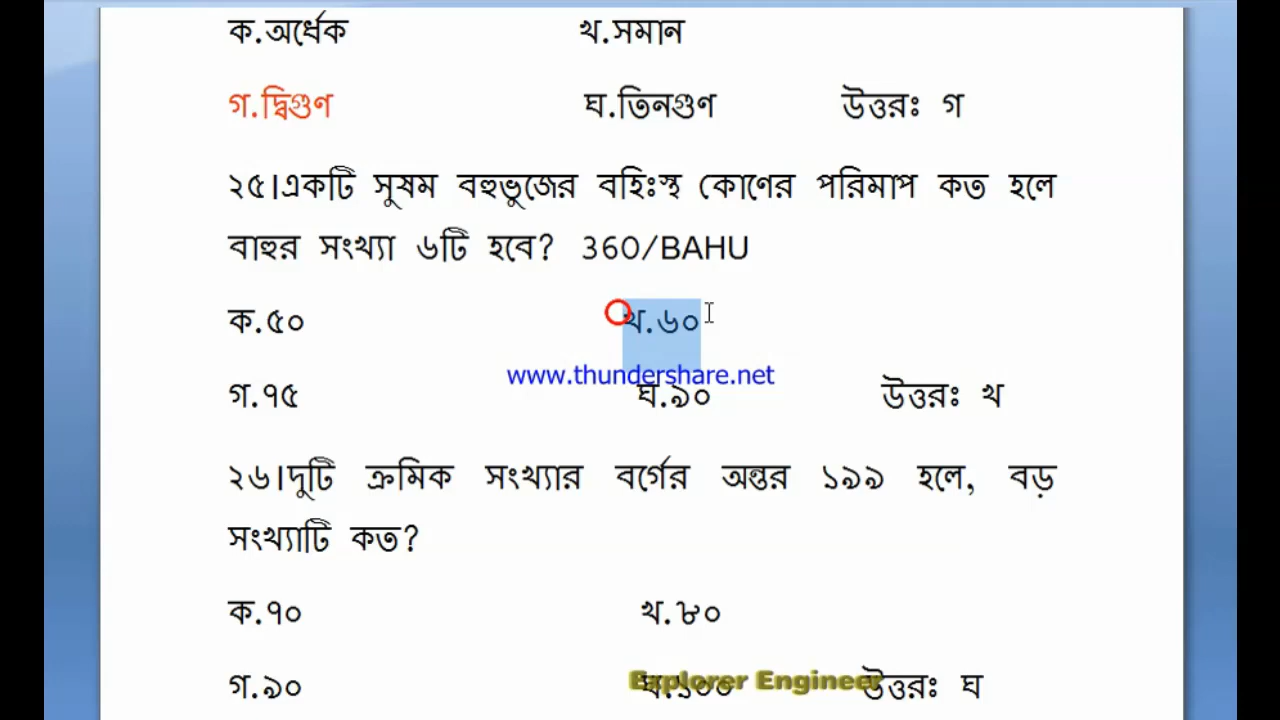 ক.অর্ধেক খ.সমান
গ.দ্বিগুণ ঘ.তিনগুণ উত্তরঃ গ
২৫।একটি সুষম বহুভুজের বহিঃস্থ কোণের পরিমাপ কত হলে
বাহুর সংখ্যা ৬টি হবে? 360/BAHU
ক.৫০ খ.৬০
www.thundershare.net
গ.৭৫ ঘ.৯০ উত্তরঃ খ
২৬।দুটি ক্রমিক সংখ্যার বর্গের অন্তর ১৯৯ হলে, বড়
সংখ্যাটি কত?
ক.৭০ খ.৮০
গ.৯০ ঘ.১০০ উত্তরঃ ঘ
Explorer Engineer